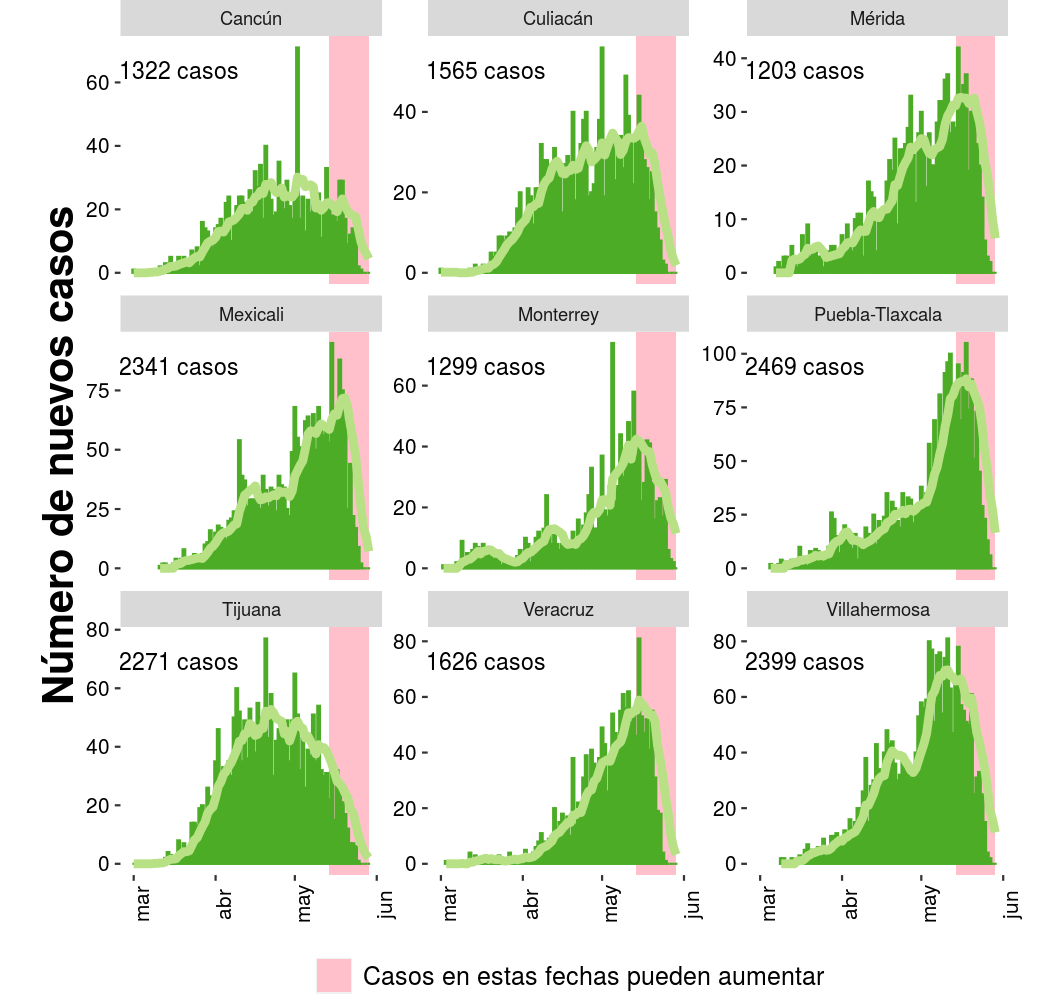 Número de nuevos casos
Cancún
Culiacán
Mérida
1322 casos
1565 casos
1203 casos
60
40
20
0
40
20
0
40
30
20
10
0
Mexicali
Monterrey
Puebla-Tlaxcala
2341 casos
1299 casos
2469 casos
75
50
25
0
60
40
20
0
100
75
50
25
0
Tijuana
Veracruz
Villahermosa
2271 casos
1626 casos
2399 casos
80
60
40
20
0
80
60
40
20
0
80
60
40
20
0
mar
abr
may
jun
mar
abr
may
jun
mar
abr
may
jun
Casos en estas fechas pueden aumentar